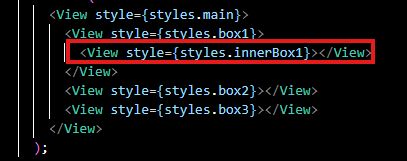 <View style={styles.main}>
<View style={styles.box1}>
<View style={styles.innerBox1}></View>
</View>
<View style={styles.box2}></View>
<View style={styles.box3}></View>
</View>
);